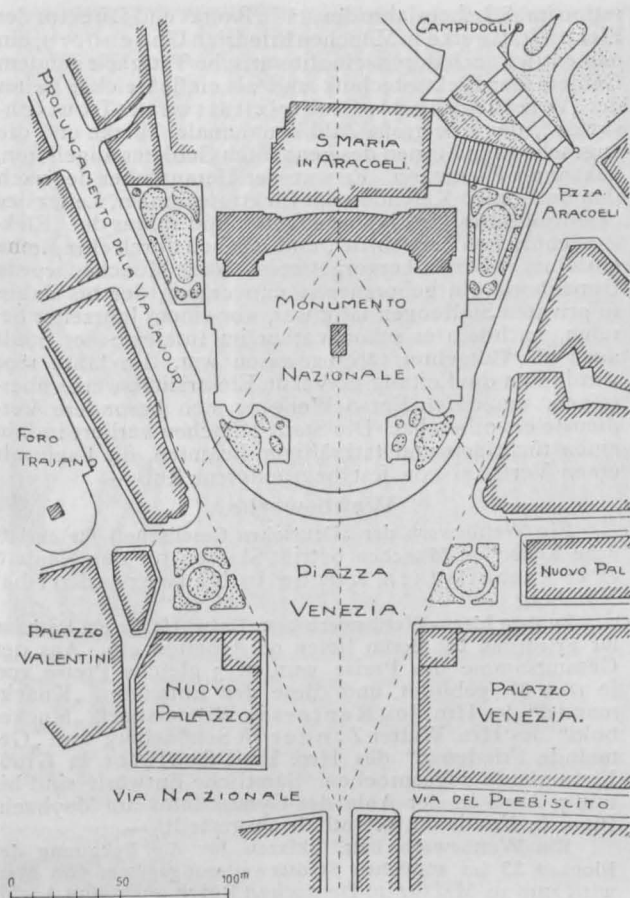 CAMPIDOGLIO
PROLUNGAMENTO DELLA VIA CAVOUR
S. MARIA
IN ARACOELI.
PZZA
ARACOELI
MONUMENTO
NAZIONALE
FORO
TRAJANO
PIAZZA
VENEZIA.
NUOVO PAL
PALAZZO
VALENTINI
NUOVO
PALAZZO
PALAZZO
VENEZIA.
VIA NAZIONALE
VIA DEL PLEBISCITO
0 50 100m